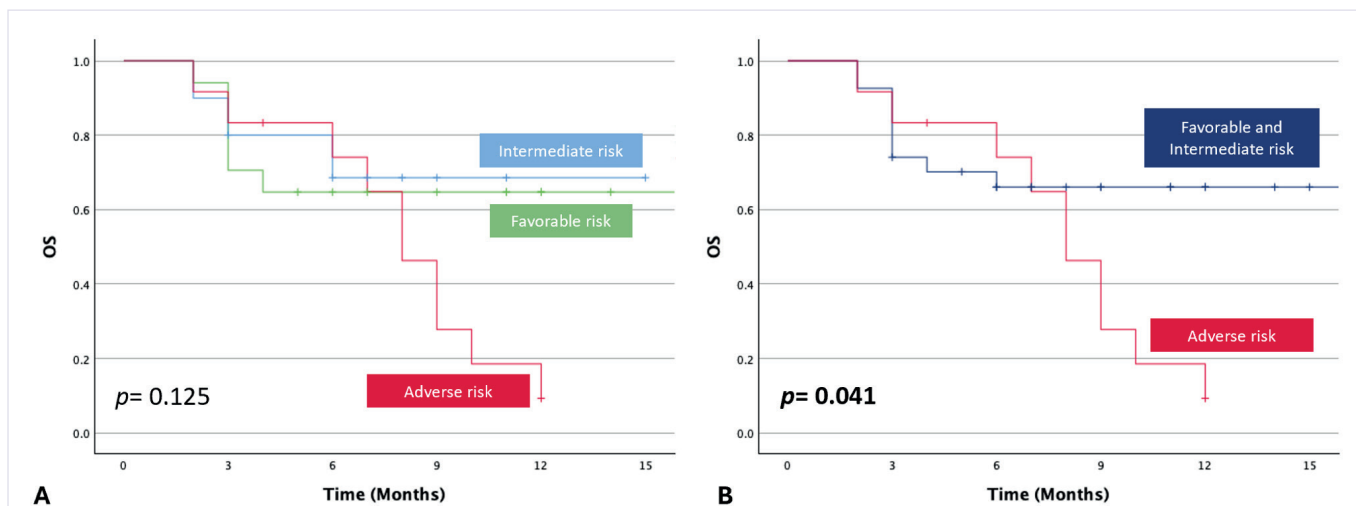 1.0
0.8
0.6
0.4
0.2
0.0
OS
Intermediate risk
Favorable risk
Adverse risk
p= 0.125
0 3 6 9 12 15
Time (Months)
A
1.0
0.8
0.6
0.4
0.2
0.0
OS
Favorable and
Intermediate risk
Adverse risk
p= 0.041
0 3 6 9 12 15
Time (Months)
B